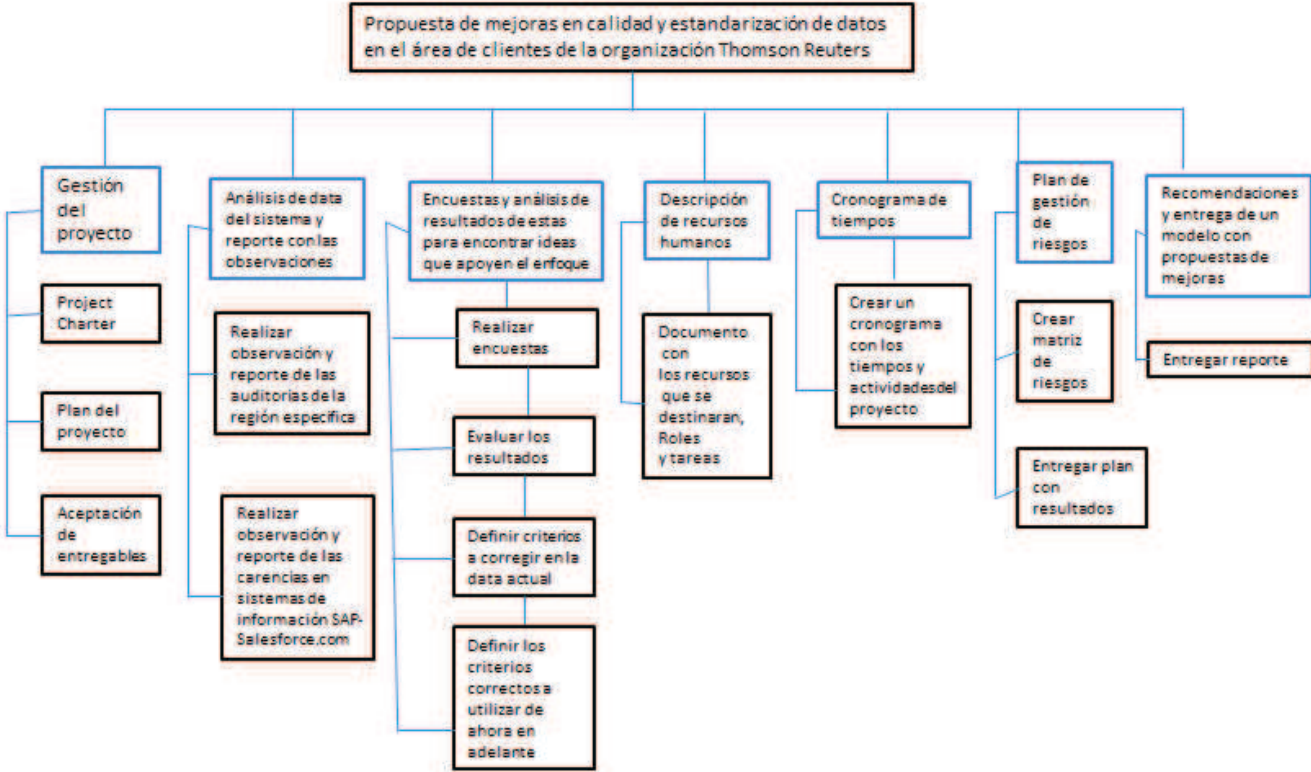 Propuesta de mejoras en calidad y estandarización de datos
en el área de clientes de la organización Thomson Reuters
Gestión
del
proyecto
Project
Charter
Plan del
proyecto
Aceptación
de
entregables
Análisis de data
del sistema y
reporte con las
observaciones
Realizar
observación y
reporte de las
auditorias de la
región especifica
Realizar
observación y
reporte de las
carencias en
sistemas de
información SAP-
Salesforce.com
Encuestas y análisis de
resultados de estas
para encontrar ideas
que apoyen el enfoque
Realizar
encuestas
Evaluar los
resultados
Definir criterios
a corregir en la
data actual
Definir los
criterios
correctos a
utilizar de
ahora en
adelante
Descripción
de recursos
humanos
Documento
con
los recursos
que se
destinaran,
Roles
y tareas
Cronograma de
tiempos
Crear un
cronograma
con los
tiempos y
actividades del
proyecto
Plan de
gestión
de
riesgos
Crear
matriz
de
riesgos
Entregar plan
con
resultados
Recomendaciones
y entrega de un
modelo con
propuestas de
mejoras
Entregar reporte